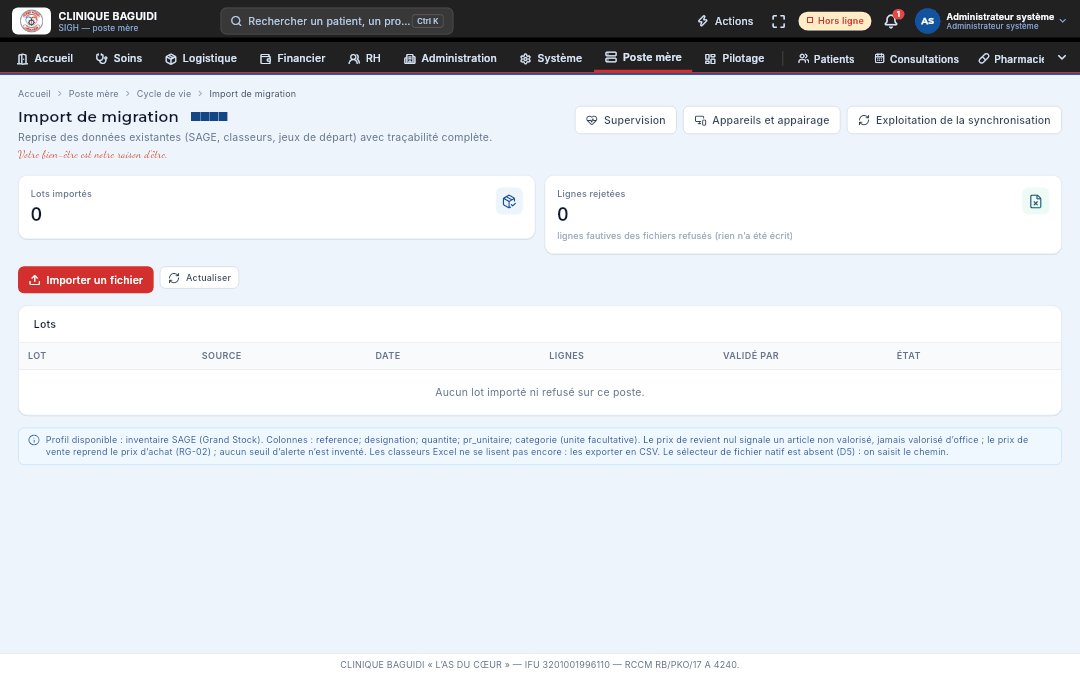 CLINIQUE BAGUIDI
SIGH — poste mère
Rechercher un patient, un pro... Ctrl K
Actions
Hors ligne
1
AS
Administrateur système
Administrateur système
Accueil Soins Logistique Financier RH Administration Système Poste mère Pilotage Patients Consultations Pharmacie
Accueil > Poste mère > Cycle de vie > Import de migration
Import de migration
Reprise des données existantes (SAGE, classeurs, jeux de départ) avec traçabilité complète.
Votre bien-être est notre raison d'être.
Supervision
Appareils et appairage
Exploitation de la synchronisation
Lots importés
0
Lignes rejetées
0
lignes fautives des fichiers refusés (rien n'a été écrit)
Importer un fichier
Actualiser
Lots
LOT SOURCE DATE LIGNES VALIDÉ PAR ÉTAT
Aucun lot importé ni refusé sur ce poste.
Profil disponible : inventaire SAGE (Grand Stock). Colonnes : reference; designation; quantite; pr_unitaire; categorie (unite facultative). Le prix de revient nul signale un article non valorisé, jamais valorisé d'office ; le prix de
vente reprend le prix d'achat (RG-02) ; aucun seuil d'alerte n'est inventé. Les classeurs Excel ne se lisent pas encore : les exporter en CSV. Le sélecteur de fichier natif est absent (D5) : on saisit le chemin.
CLINIQUE BAGUIDI « L'AS DU CŒUR » — IFU 3201001996110 — RCCM RB/PKO/17 A 4240.